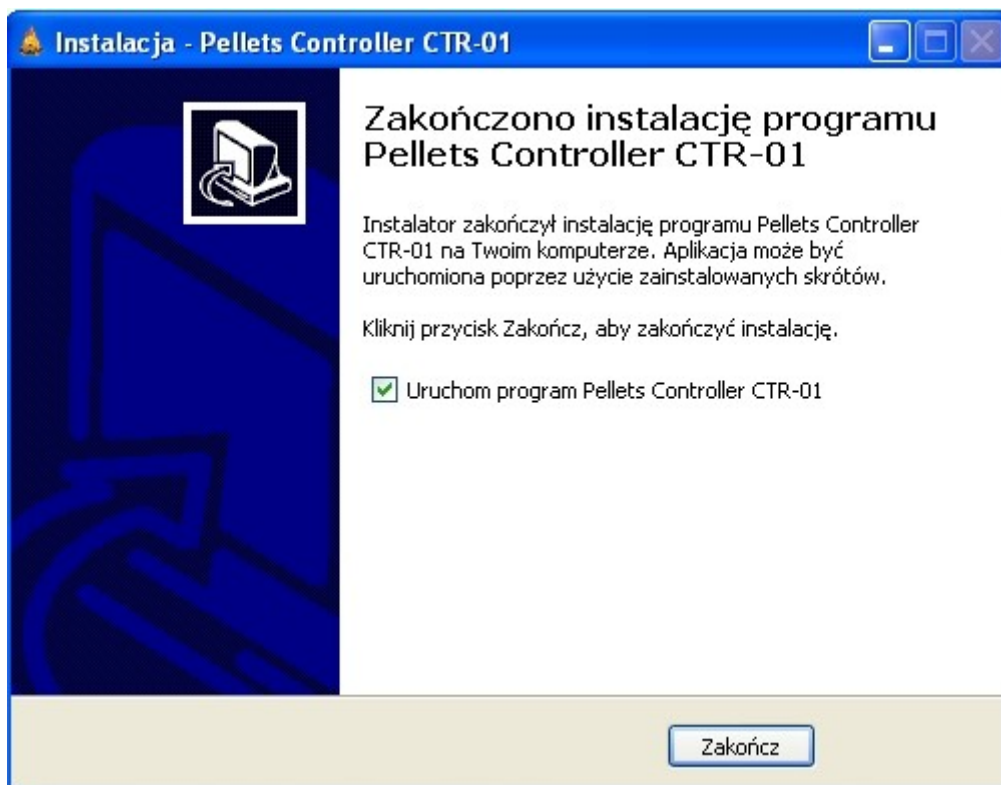 Instalacja - Pellets Controller CTR-01
Zakończono instalację programu
Pellets Controller CTR-01
Instalator zakończył instalację programu Pellets Controller
CTR-01 na Twoim komputerze. Aplikacja może być
uruchomiona poprzez użycie zainstalowanych skrótów.
Kliknij przycisk Zakończ, aby zakończyć instalację.
Uruchom program Pellets Controller CTR-01
Zakończ